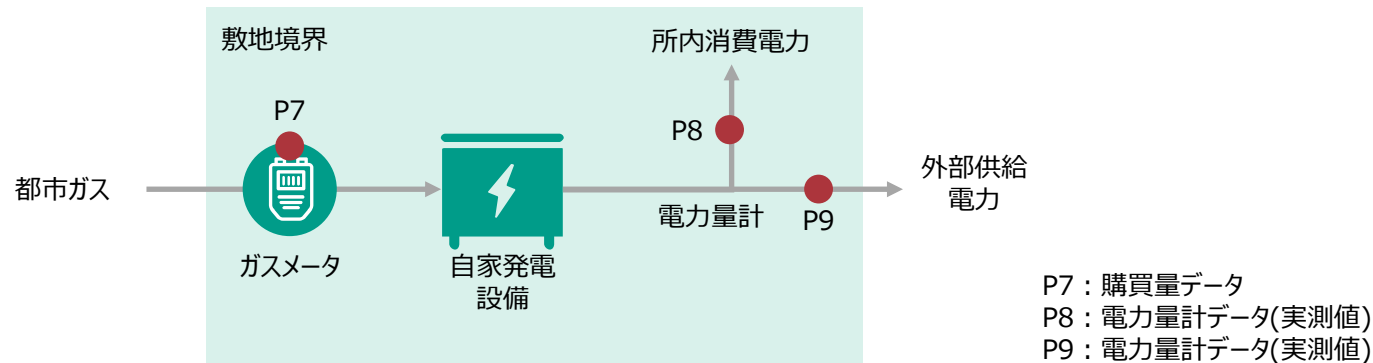 敷地境界
所内消費電力
P7
P8
都市ガス
外部供給
電力
電力量計
P9
ガスメータ
自家発電
設備
P7：購買量データ
P8：電力量計データ(実測値)
P9：電力量計データ(実測値)